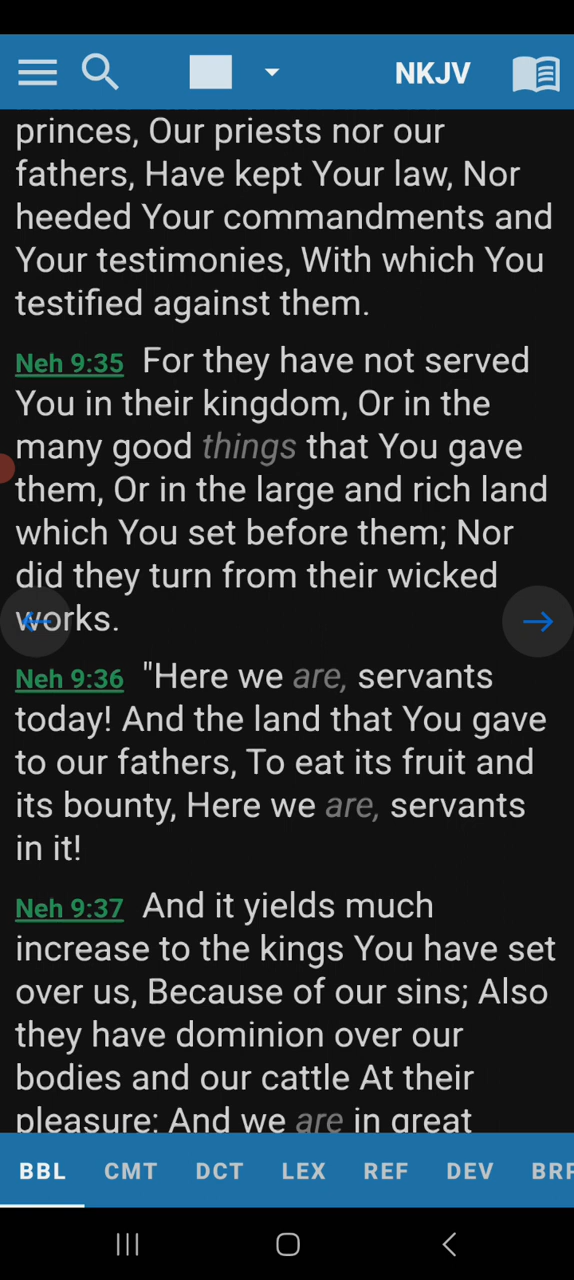 NKJV
princes, Our priests nor our
fathers, Have kept Your law, Nor
heeded Your commandments and
Your testimonies, With which You
testified against them.
Neh 9:35 For they have not served
You in their kingdom, Or in the
many good things that You gave
them, Or in the large and rich land
which You set before them; Nor
did they turn from their wicked
works.
Neh 9:36 "Here we are, servants
today! And the land that You gave
to our fathers, To eat its fruit and
its bounty, Here we are, servants
in it!
Neh 9:37 And it yields much
increase to the kings You have set
over us, Because of our sins; Also
they have dominion over our
bodies and our cattle At their
pleasure; And we are in great
BBL CMT DCT LEX REF DEV BRP